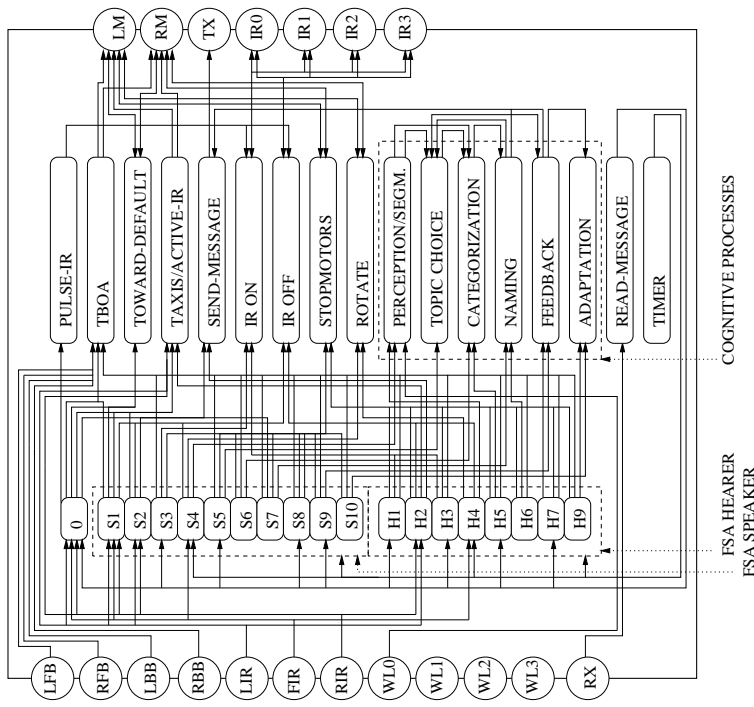 LM
RM
TX
IR0
IR1
IR2
IR3
PULSE-IR
TBOA
TOWARD-DEFAULT
TAXIS/ACTIVE-IR
SEND-MESSAGE
IR ON
IR OFF
STOPMOTORS
ROTATE
PERCEPTION/SEGM.
TOPIC CHOICE
CATEGORIZATION
NAMING
FEEDBACK
ADAPTATION
READ-MESSAGE
TIMER
COGNITIVE PROCESSES
0
S1
S2
S3
S4
S5
S6
S7
S8
S9
S10
H1
H2
H3
H4
H5
H6
H7
H9
FSA HEARER
FSA SPEAKER
LFB
RFB
LBB
RBB
LIR
FIR
RIR
WL0
WL1
WL2
WL3
RX